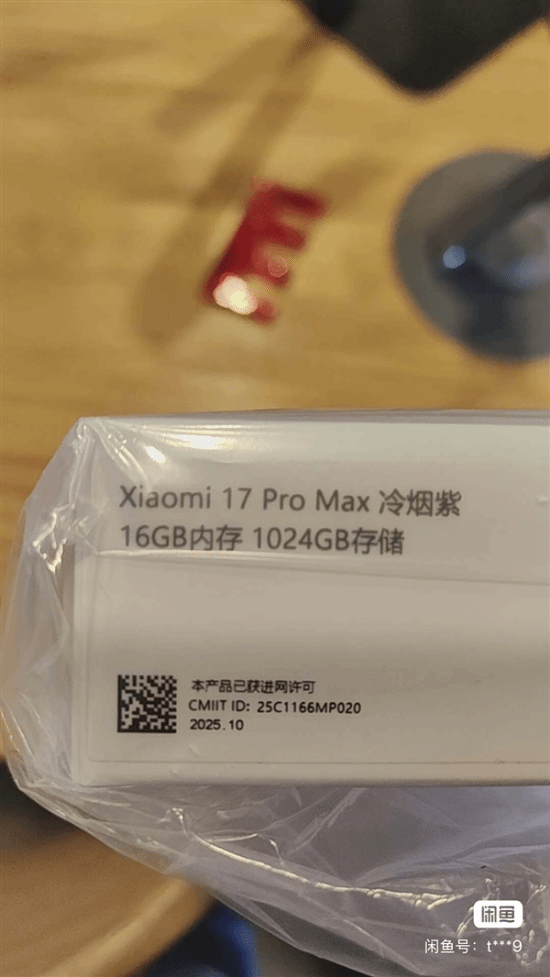 E
Xiaomi 17 Pro Max 冷烟紫
16GB内存 1024GB存储
本产品已获进网许可
CMIIT ID: 25C1166MP020
2025.10
闲鱼
闲鱼号：t***9